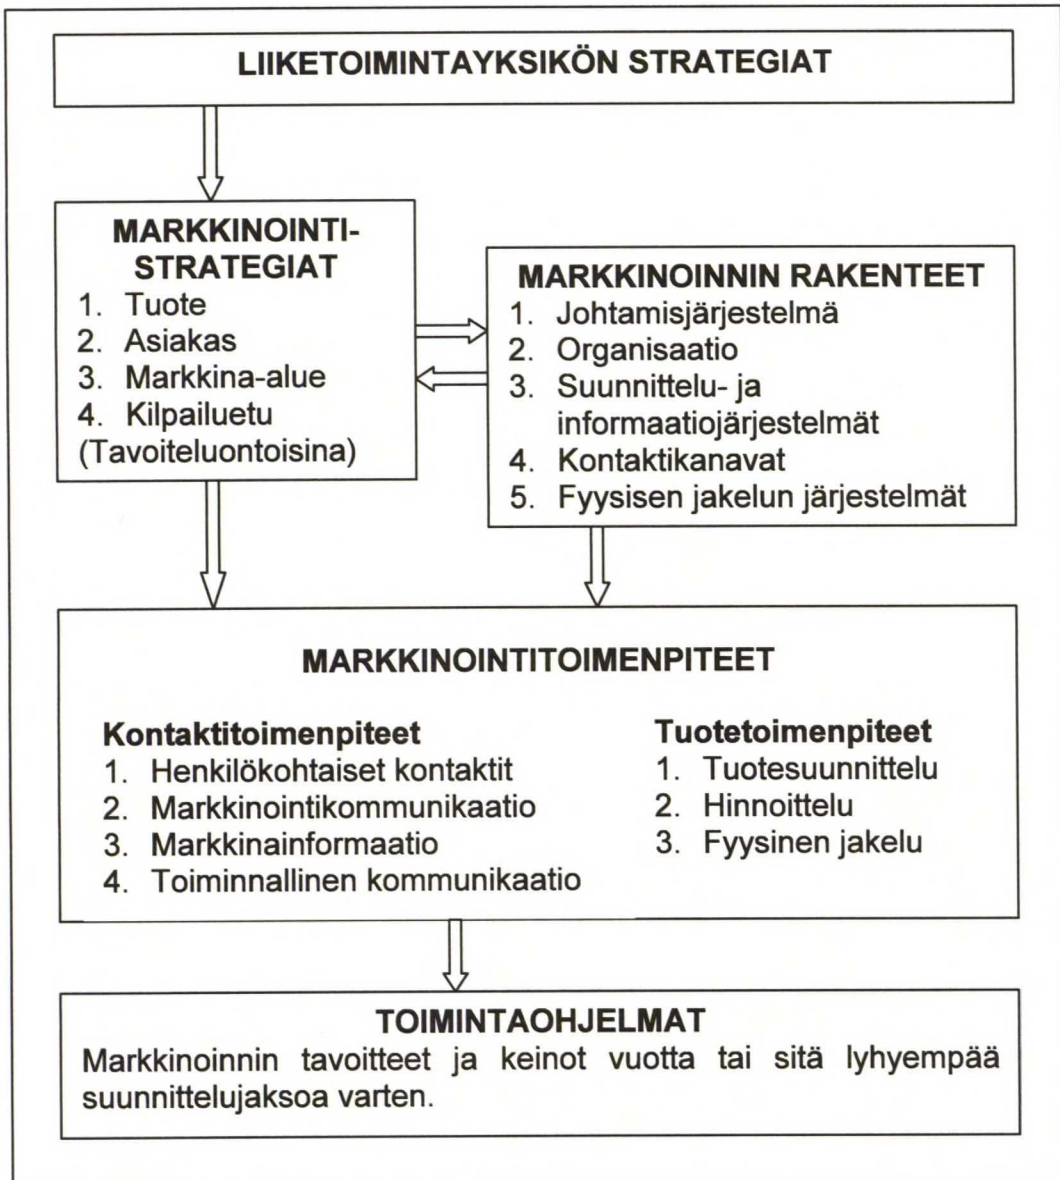 LIIKETOIMINTAYKSIKÖN STRATEGIAT
MARKKINOINTI-
STRATEGIAT
1. Tuote
2. Asiakas
3. Markkina-alue
4. Kilpailuetu
(Tavoiteluontoisina)
MARKKINOINNIN RAKENTEET
1. Johtamisjärjestelmä
2. Organisaatio
3. Suunnittelu- ja
informaatiojärjestelmät
4. Kontaktikanavat
5. Fyysisen jakelun järjestelmät
MARKKINOINTITOIMENPITEET
Kontaktitoimenpiteet
1. Henkilökohtaiset kontaktit
2. Markkinointikommunikaatio
3. Markkinainformaatio
4. Toiminnallinen kommunikaatio
Tuotetoimenpiteet
1. Tuotesuunnittelu
2. Hinnoittelu
3. Fyysinen jakelu
TOIMINTAOHJELMAT
Markkinoinnin tavoitteet ja keinot vuotta tai sitä lyhyempää
suunnittelujaksoa varten.